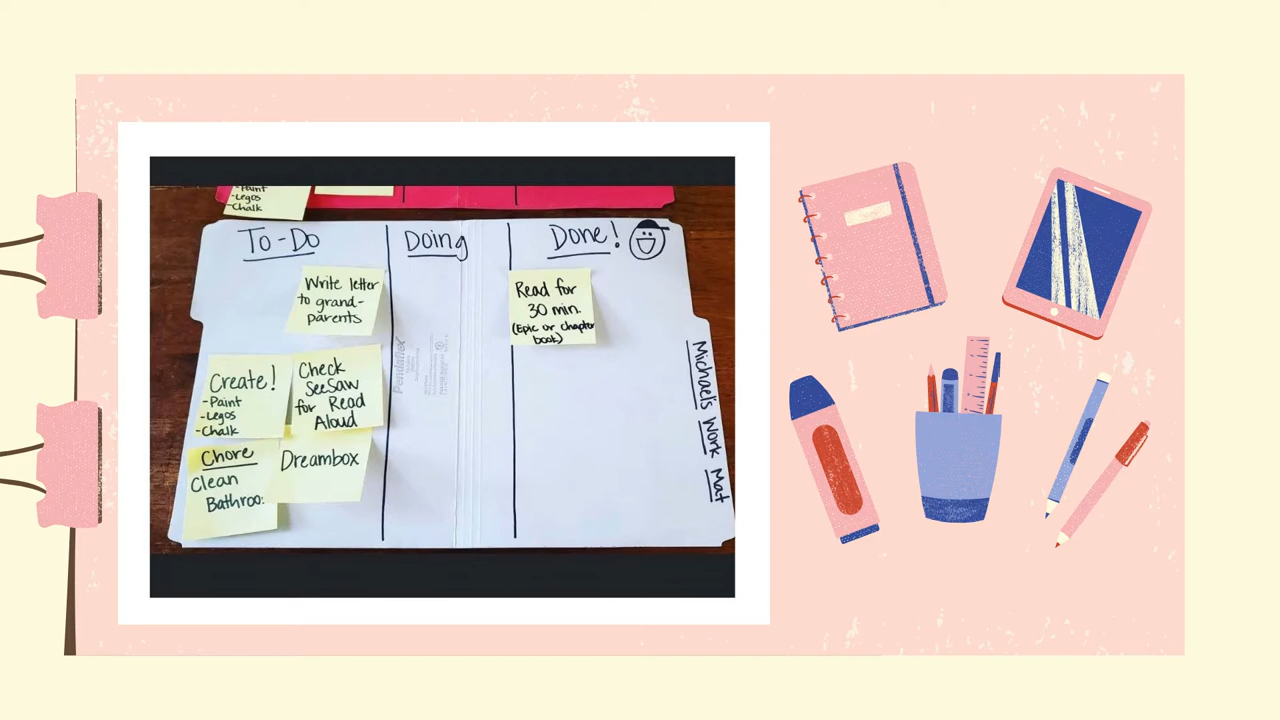 -Paint
-Legos
-Chalk
To-Do
Doing
Done!
Write letter
to grand-
parents
Read for
30 min.
(Epic or chapter
book)
Create!
-Paint
-Legos
-Chalk
Check
SeeSaw
for Read
Aloud
Chore
Clean
Bathroo
Dreambox
Pendaflex
Michael's Work Mat